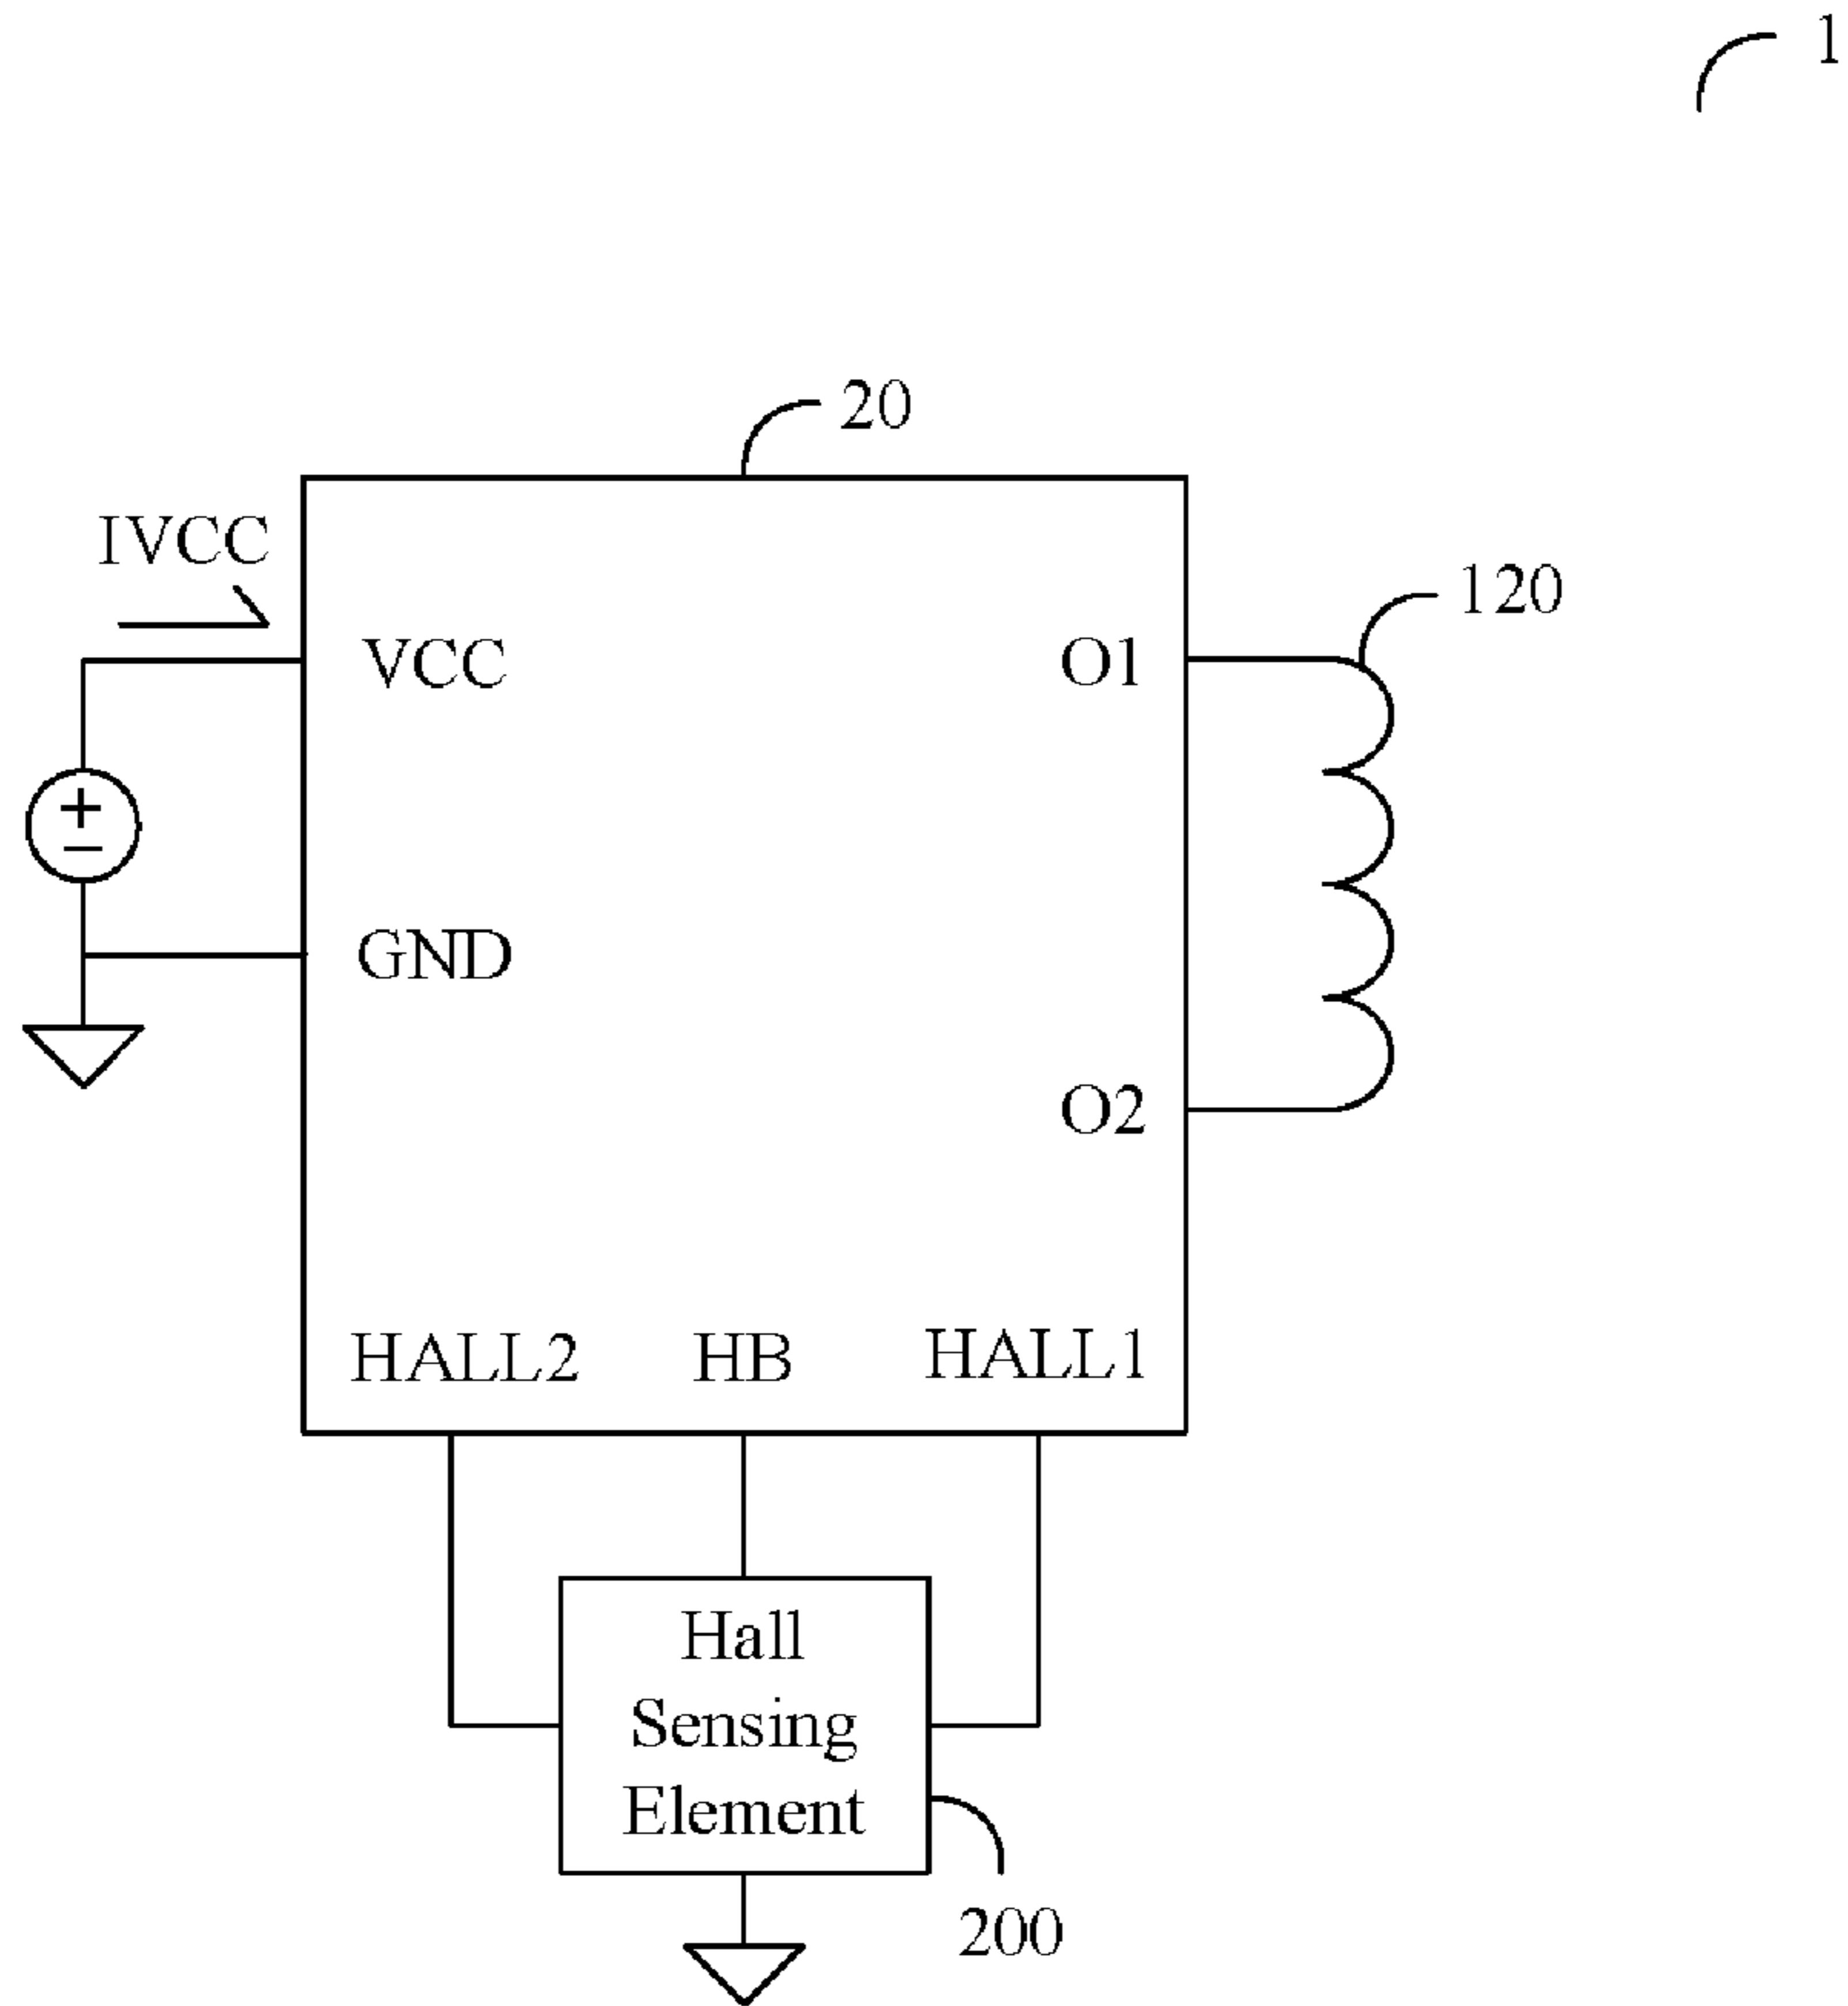 1
20
IVCC
120
VCC
O1
+
−
GND
O2
HALL2 HB HALL1
Hall
Sensing
Element
200